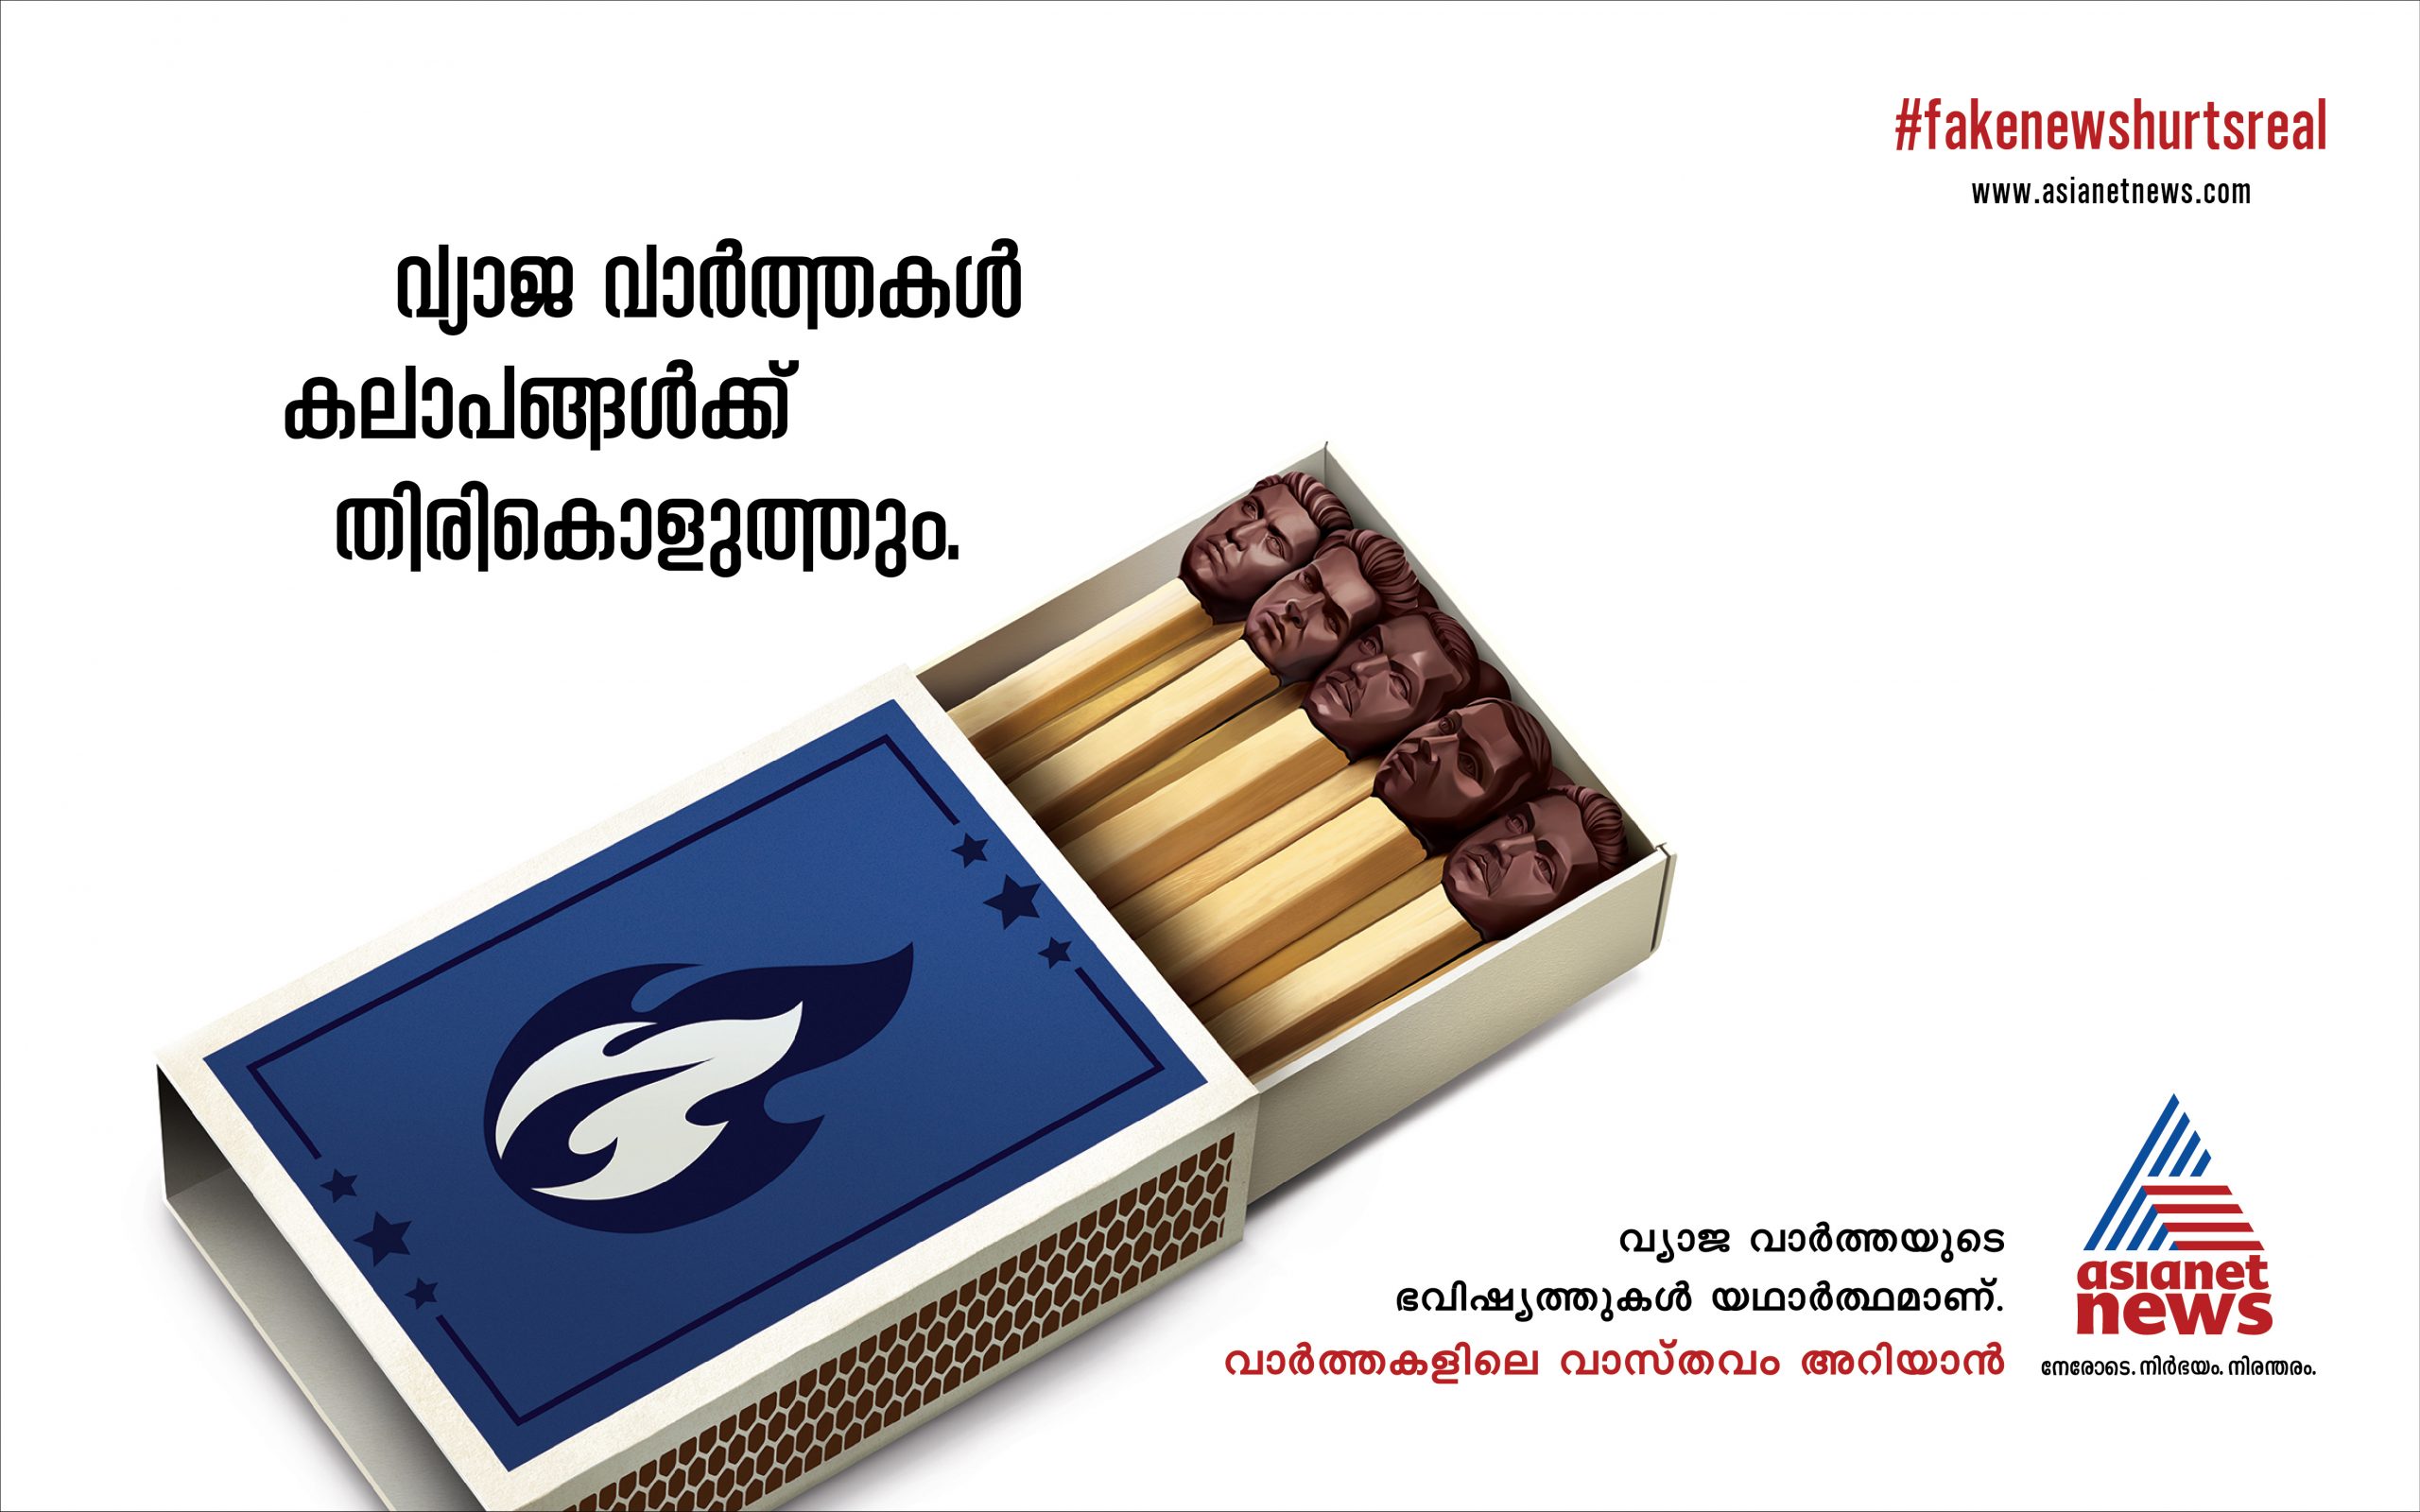 #fakenewshurtsreal
www.asianetnews.com
വ്യാജ വാർത്തകൾ
കലാപങ്ങൾക്ക്
തിരികൊളുത്തും.
വ്യാജ വാർത്തയുടെ
ഭവിഷ്യത്തുകൾ യഥാർത്ഥമാണ്.
വാർത്തകളിലെ വാസ്തവം അറിയാൻ
asianet
news
നേരോടെ. നിർഭയം. നിരന്തരം.